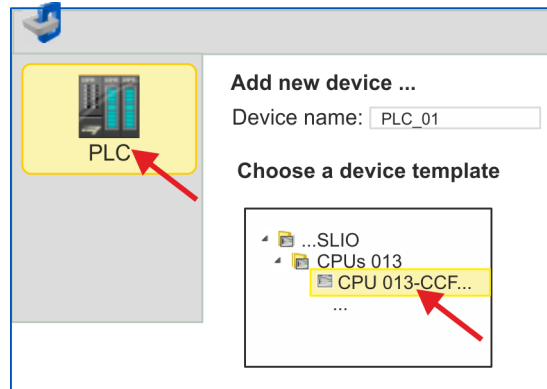 Add new device ...
Device name: PLC_01
PLC
Choose a device template
...SLIO
CPUs 013
CPU 013-CCF...
...